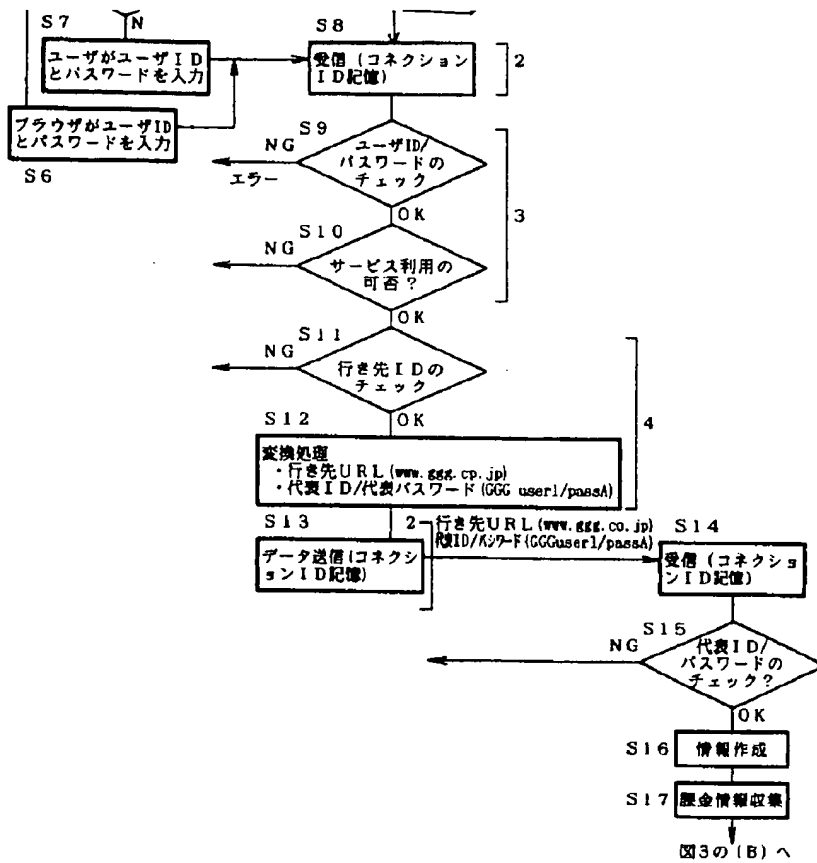 N
S7
S8
ユーザがユーザID
とパスワードを入力
受信(コネクション
ID記憶)
2
ブラウザがユーザID
とパスワードを入力
S6
S9
NG
エラー
ユーザID/
パスワードの
チェック
OK
3
S10
NG
サービス利用の
可否?
OK
S11
NG
行き先IDの
チェック
OK
4
S12
変換処理
・行き先URL(www.ggg.cp.jp)
・代表ID/代表パスワード(GGG user1/passA)
S13
データ送信(コネクシ
ョンID記憶)
2
行き先URL(www.ggg.co.jp)
代表ID/パスワード(GGGuser1/passA)
S14
受信(コネクショ
ンID記憶)
S15
NG
代表ID/
パスワードの
チェック?
OK
S16
情報作成
S17
課金情報収集
図3の(B)へ